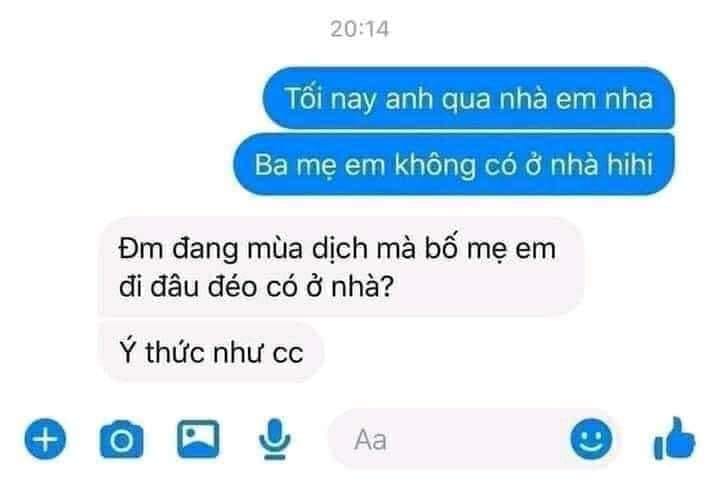 20:14
Tối nay anh qua nhà em nha
Ba mẹ em không có ở nhà hihi
Đm đang mùa dịch mà bố mẹ em
đi đâu đéo có ở nhà?
Ý thức như cc
Aa